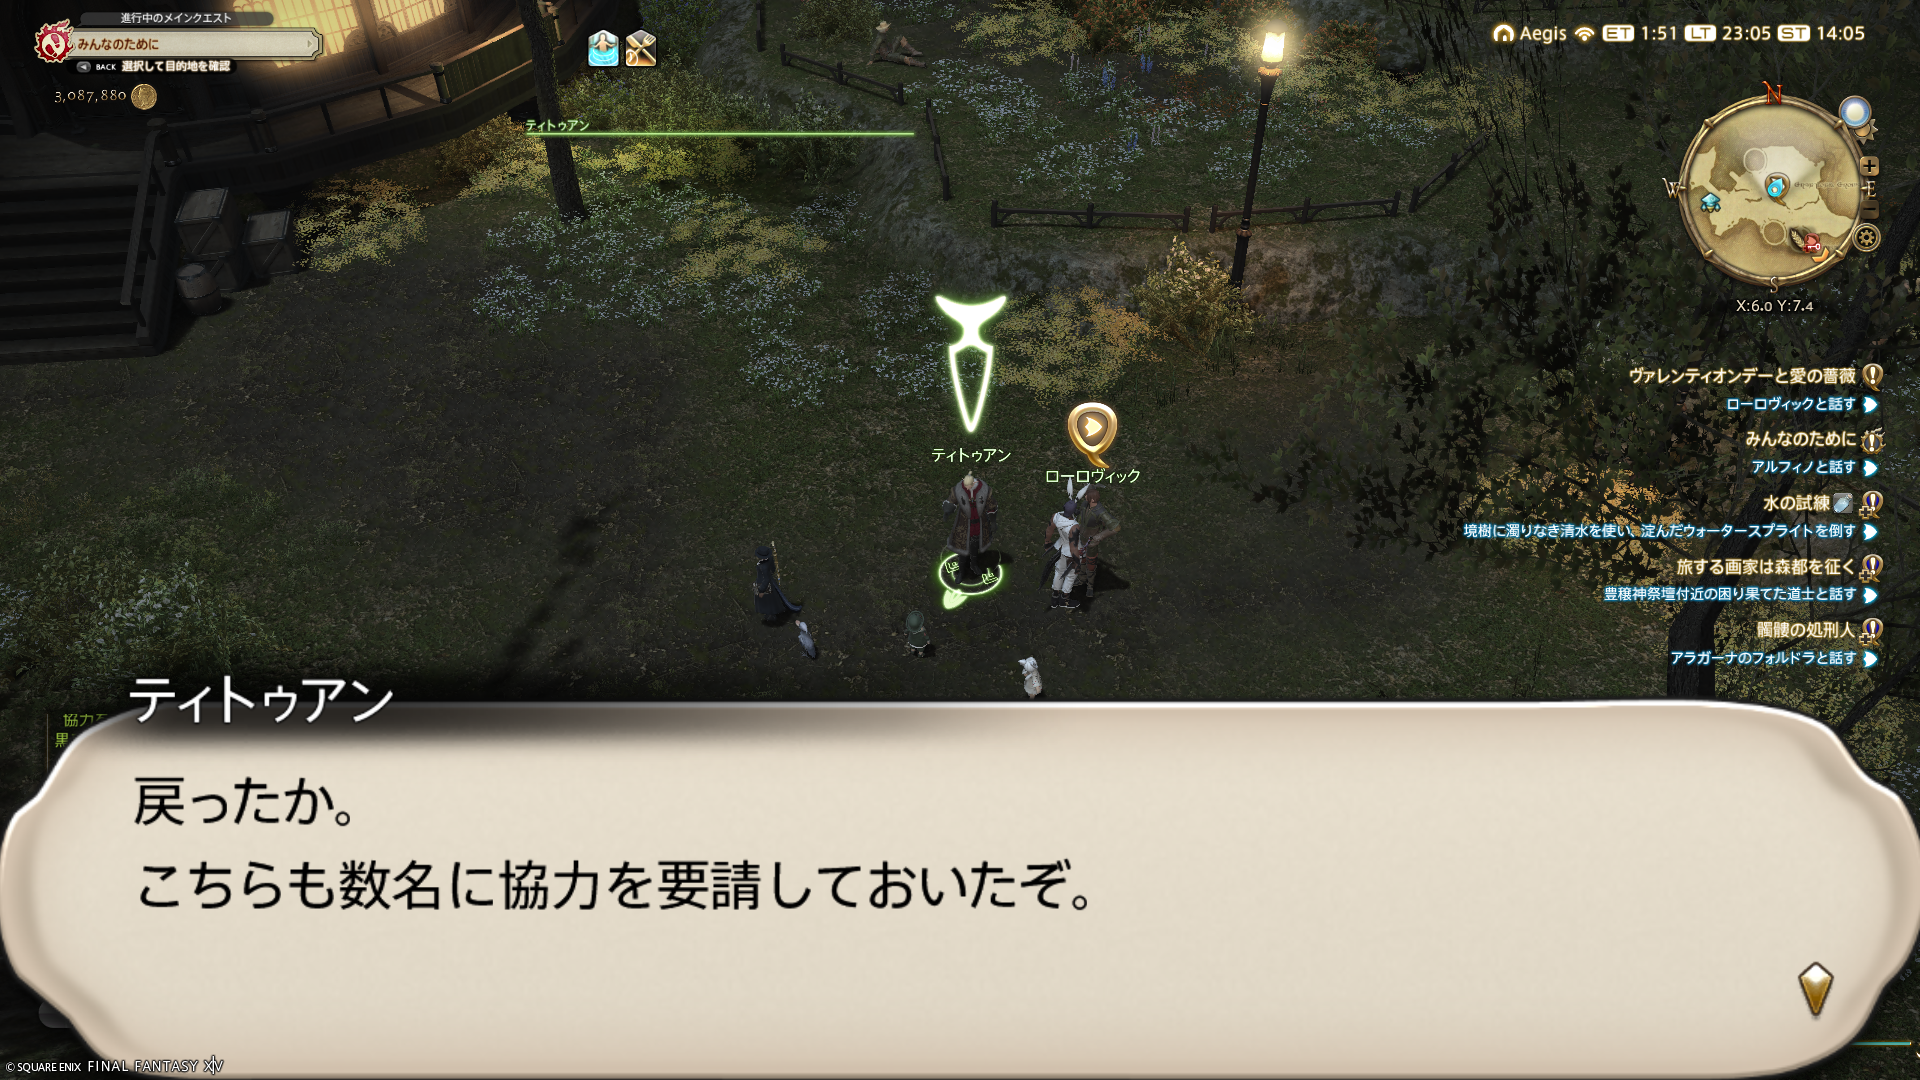 進行中のメインクエスト
みんなのために
BACK 選択して目的地を確認
3,087,880
Aegis ET 1:51 LT 23:05 ST 14:05
ティトゥアン
N
W
E
S
X:6.0 Y:7.4
ヴァレンティオンデーと愛の薔薇
ローロヴィックと話す
みんなのために
アルフィノと話す
水の試練
境樹に濁りなき清水を使い、淀んだウォータースプライトを倒す
旅する画家は森都を征く
豊穣神祭壇付近の困り果てた道士と話す
髑髏の処刑人
アラガーナのフォルドラと話す
ティトゥアン
ローロヴィック
協力
黒
ティトゥアン
戻ったか。
こちらも数名に協力を要請しておいたぞ。
© SQUARE ENIX FINAL FANTASY XIV